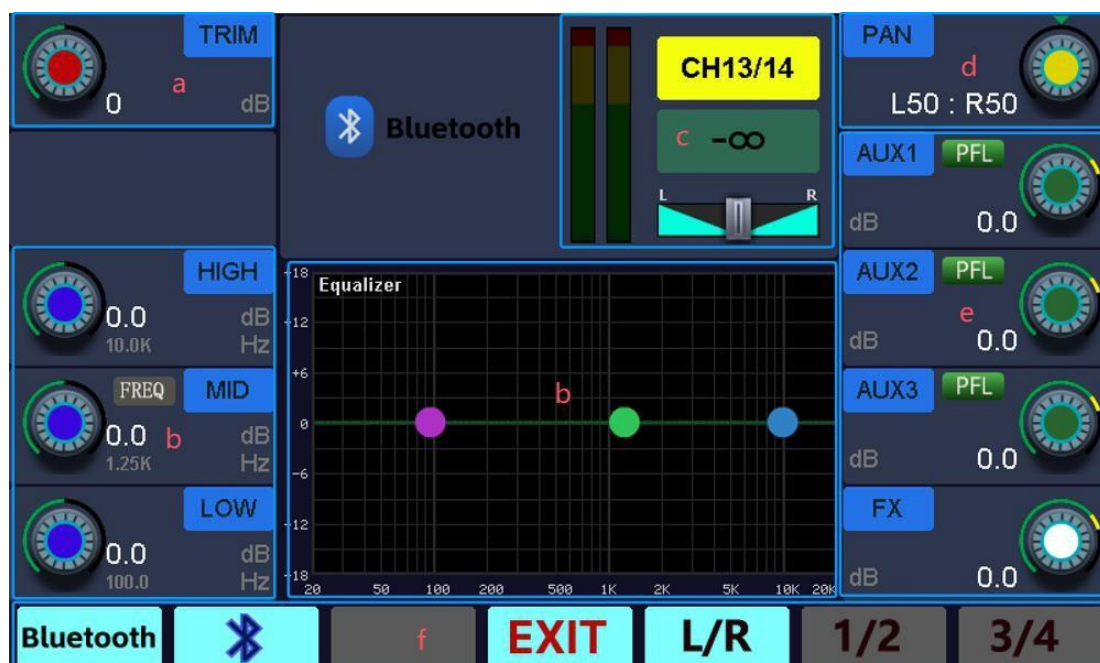 TRIM
a
0 dB
Bluetooth
CH13/14
c -∞
L R
PAN
d
L50 : R50
AUX1 PFL
dB 0.0
HIGH
0.0 dB
10.0K Hz
FREQ MID
0.0 b dB
1.25K Hz
LOW
0.0 dB
100.0 Hz
+18
Equalizer
+12
+6
b
0
-6
-12
-18
20 50 100 200 500 1K 2K 5K 10K 20K
AUX2 PFL
e
dB 0.0
AUX3 PFL
dB 0.0
FX
dB 0.0
Bluetooth f EXIT L/R 1/2 3/4